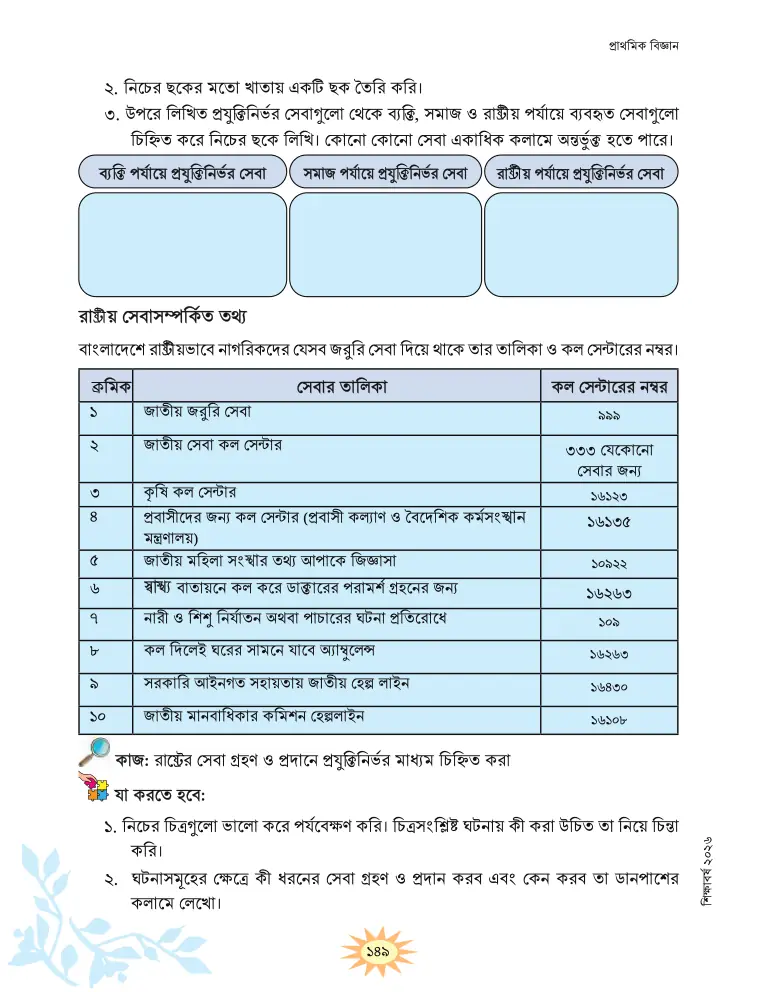 প্রাথমিক বিজ্ঞান
২. নিচের ছকের মতো খাতায় একটি ছক তৈরি করি।
৩. উপরে লিখিত প্রযুক্তিনির্ভর সেবাগুলো থেকে ব্যক্তি, সমাজ ও রাষ্ট্রীয় পর্যায়ে ব্যবহৃত সেবাগুলো
চিহ্নিত করে নিচের ছকে লিখি। কোনো কোনো সেবা একাধিক কলামে অন্তর্ভুক্ত হতে পারে।
ব্যক্তি পর্যায়ে প্রযুক্তিনির্ভর সেবা সমাজ পর্যায়ে প্রযুক্তিনির্ভর সেবা রাষ্ট্রীয় পর্যায়ে প্রযুক্তিনির্ভর সেবা
রাষ্ট্রীয় সেবাসম্পর্কিত তথ্য
বাংলাদেশে রাষ্ট্রীয়ভাবে নাগরিকদের যেসব জরুরি সেবা দিয়ে থাকে তার তালিকা ও কল সেন্টারের নম্বর।
ক্রমিক সেবার তালিকা কল সেন্টারের নম্বর
১ জাতীয় জরুরি সেবা ৯৯৯
২ জাতীয় সেবা কল সেন্টার ৩৩৩ যেকোনো
সেবার জন্য
৩ কৃষি কল সেন্টার ১৬১২৩
৪ প্রবাসীদের জন্য কল সেন্টার (প্রবাসী কল্যাণ ও বৈদেশিক কর্মসংস্থান ১৬১৩৫
মন্ত্রণালয়)
৫ জাতীয় মহিলা সংস্থার তথ্য আপাকে জিজ্ঞাসা ১০৯২২
৬ স্বাস্থ্য বাতায়নে কল করে ডাক্তারের পরামর্শ গ্রহনের জন্য ১৬২৬৩
৭ নারী ও শিশু নির্যাতন অথবা পাচারের ঘটনা প্রতিরোধে ১০৯
৮ কল দিলেই ঘরের সামনে যাবে অ্যাম্বুলেন্স ১৬২৬৩
৯ সরকারি আইনগত সহায়তায় জাতীয় হেল্প লাইন ১৬৪৩০
১০ জাতীয় মানবাধিকার কমিশন হেল্পলাইন ১৬১০৮
কাজ: রাষ্ট্রের সেবা গ্রহণ ও প্রদানে প্রযুক্তিনির্ভর মাধ্যম চিহ্নিত করা
যা করতে হবে:
১. নিচের চিত্রগুলো ভালো করে পর্যবেক্ষণ করি। চিত্রসংশ্লিষ্ট ঘটনায় কী করা উচিত তা নিয়ে চিন্তা
করি।
২. ঘটনাসমূহের ক্ষেত্রে কী ধরনের সেবা গ্রহণ ও প্রদান করব এবং কেন করব তা ডানপাশের
কলামে লেখো।
শিক্ষাবর্ষ ২০২৬
১৪৯